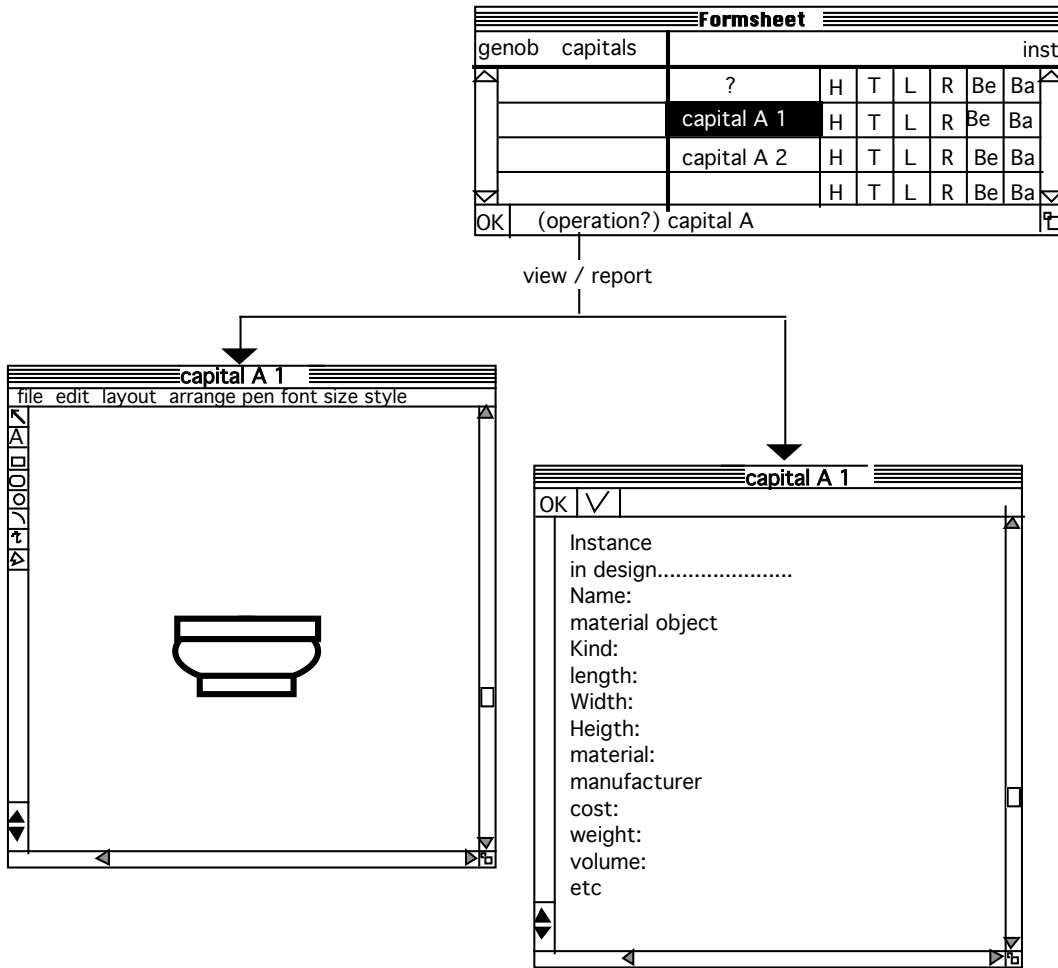 Formsheet
genob capitals inst
? H T L R Be Ba
capital A 1 H T L R Be Ba
capital A 2 H T L R Be Ba
H T L R Be Ba
OK (operation?) capital A
view / report
capital A 1
file edit layout arrange pen font size style
A
capital A 1
OK
Instance
in design......................
Name:
material object
Kind:
length:
Width:
Heigth:
material:
manufacturer
cost:
weight:
volume:
etc